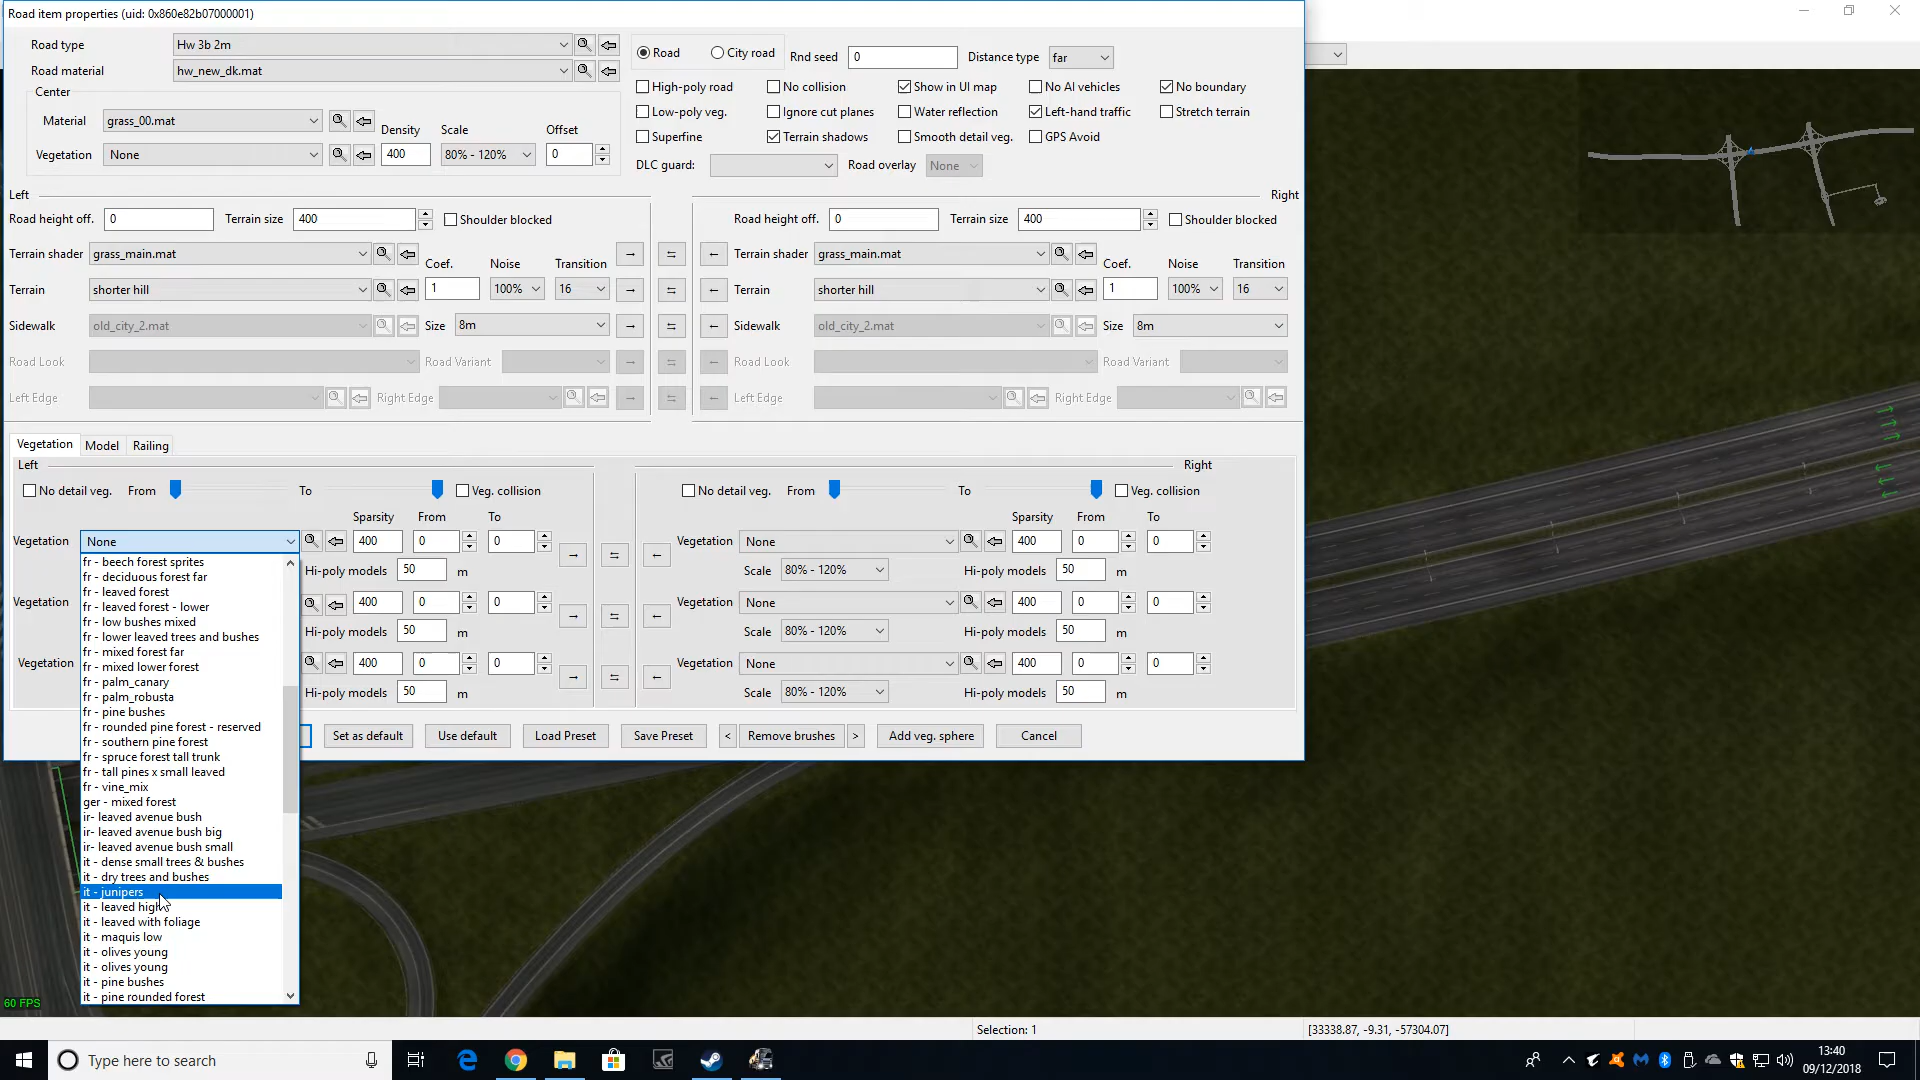 Road item properties (uid: 0x860e82b07000001)
Road type Hw 3b 2m
Road material hw_new_dk.mat
Center
Material grass_00.mat
Density Scale Offset
Vegetation None 400 80% - 120% 0
Road City road Rnd seed 0 Distance type far
High-poly road No collision Show in UI map No AI vehicles No boundary
Low-poly veg. Ignore cut planes Water reflection Left-hand traffic Stretch terrain
Superfine Terrain shadows Smooth detail veg. GPS Avoid
DLC guard: Road overlay None
Left Right
Road height off. 0 Terrain size 400 Shoulder blocked Road height off. 0 Terrain size 400 Shoulder blocked
Terrain shader grass_main.mat → ⇆ ← Terrain shader grass_main.mat
Coef. Noise Transition Coef. Noise Transition
Terrain shorter hill 1 100% 16 → ⇆ ← Terrain shorter hill 1 100% 16
Sidewalk old_city_2.mat Size 8m → ⇆ ← Sidewalk old_city_2.mat Size 8m
Road Look Road Variant → ⇆ ← Road Look Road Variant
Left Edge Right Edge → ⇆ ← Left Edge Right Edge
Vegetation Model Railing
Left Right
No detail veg. From To Veg. collision No detail veg. From To Veg. collision
Sparsity From To Sparsity From To
Vegetation None 400 0 0 → ⇆ ← Vegetation None 400 0 0
Hi-poly models 50 m Scale 80% - 120% Hi-poly models 50 m
Vegetation 400 0 0 → ⇆ ← Vegetation None 400 0 0
Hi-poly models 50 m Scale 80% - 120% Hi-poly models 50 m
Vegetation 400 0 0 → ⇆ ← Vegetation None 400 0 0
Hi-poly models 50 m Scale 80% - 120% Hi-poly models 50 m
Set as default Use default Load Preset Save Preset < Remove brushes > Add veg. sphere Cancel
fr - beech forest sprites
fr - deciduous forest far
fr - leaved forest
fr - leaved forest - lower
fr - low bushes mixed
fr - lower leaved trees and bushes
fr - mixed forest far
fr - mixed lower forest
fr - palm_canary
fr - palm_robusta
fr - pine bushes
fr - rounded pine forest - reserved
fr - southern pine forest
fr - spruce forest tall trunk
fr - tall pines x small leaved
fr - vine_mix
ger - mixed forest
ir- leaved avenue bush
ir- leaved avenue bush big
ir- leaved avenue bush small
it - dense small trees & bushes
it - dry trees and bushes
it - junipers
it - leaved high
it - leaved with foliage
it - maquis low
it - olives young
it - olives young
it - pine bushes
it - pine rounded forest
60 FPS
Selection: 1 [33338.87, -9.31, -57304.07]
Type here to search
13:40
09/12/2018